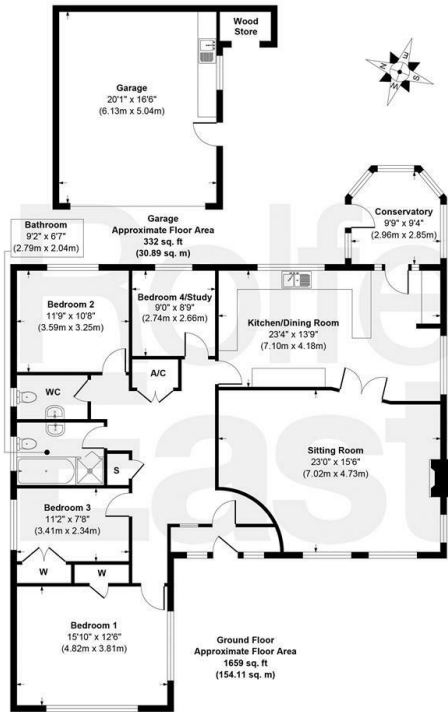 Wood
Store
Garage
20'1" x 16'6"
(6.13m x 5.04m)
N
E
S
W
Garage
Approximate Floor Area
332 sq. ft
(30.89 sq. m)
Conservatory
9'9" x 9'4"
(2.96m x 2.85m)
Bathroom
9'2" x 6'7"
(2.79m x 2.04m)
Bedroom 2
11'9" x 10'8"
(3.59m x 3.25m)
Bedroom 4/Study
9'0" x 8'9"
(2.74m x 2.66m)
Kitchen/Dining Room
23'4" x 13'9"
(7.10m x 4.18m)
A/C
WC
Sitting Room
23'0" x 15'6"
(7.02m x 4.73m)
S
Bedroom 3
11'2" x 7'8"
(3.41m x 2.34m)
W
W
Bedroom 1
15'10" x 12'6"
(4.82m x 3.81m)
Ground Floor
Approximate Floor Area
1659 sq. ft
(154.11 sq. m)
Rolfe
East